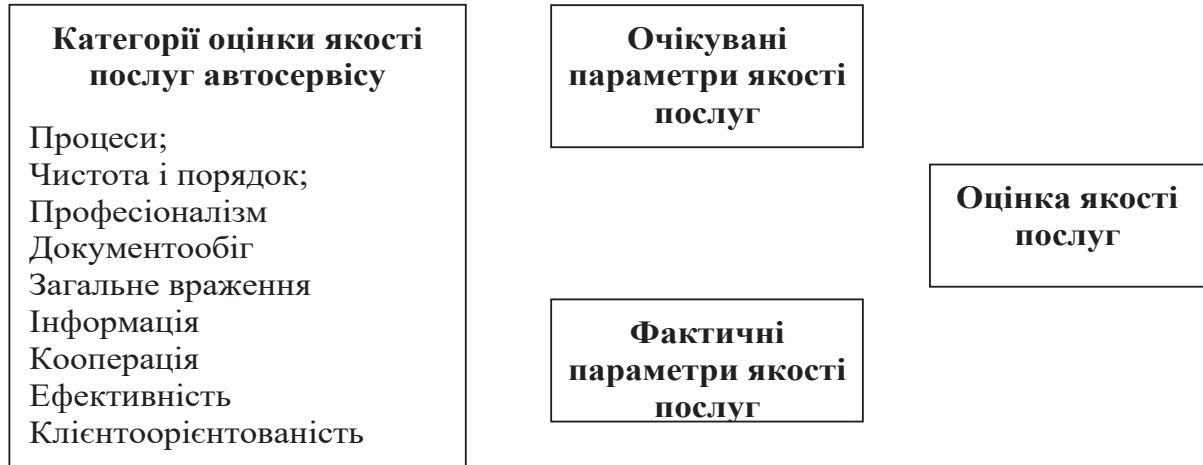 Категорії оцінки якості
послуг автосервісу
Процеси;
Чистота і порядок;
Професіоналізм
Документообіг
Загальне враження
Інформація
Кооперація
Ефективність
Клієнтоорієнтованість
Очікувані
параметри якості
послуг
Фактичні
параметри якості
послуг
Оцінка якості
послуг